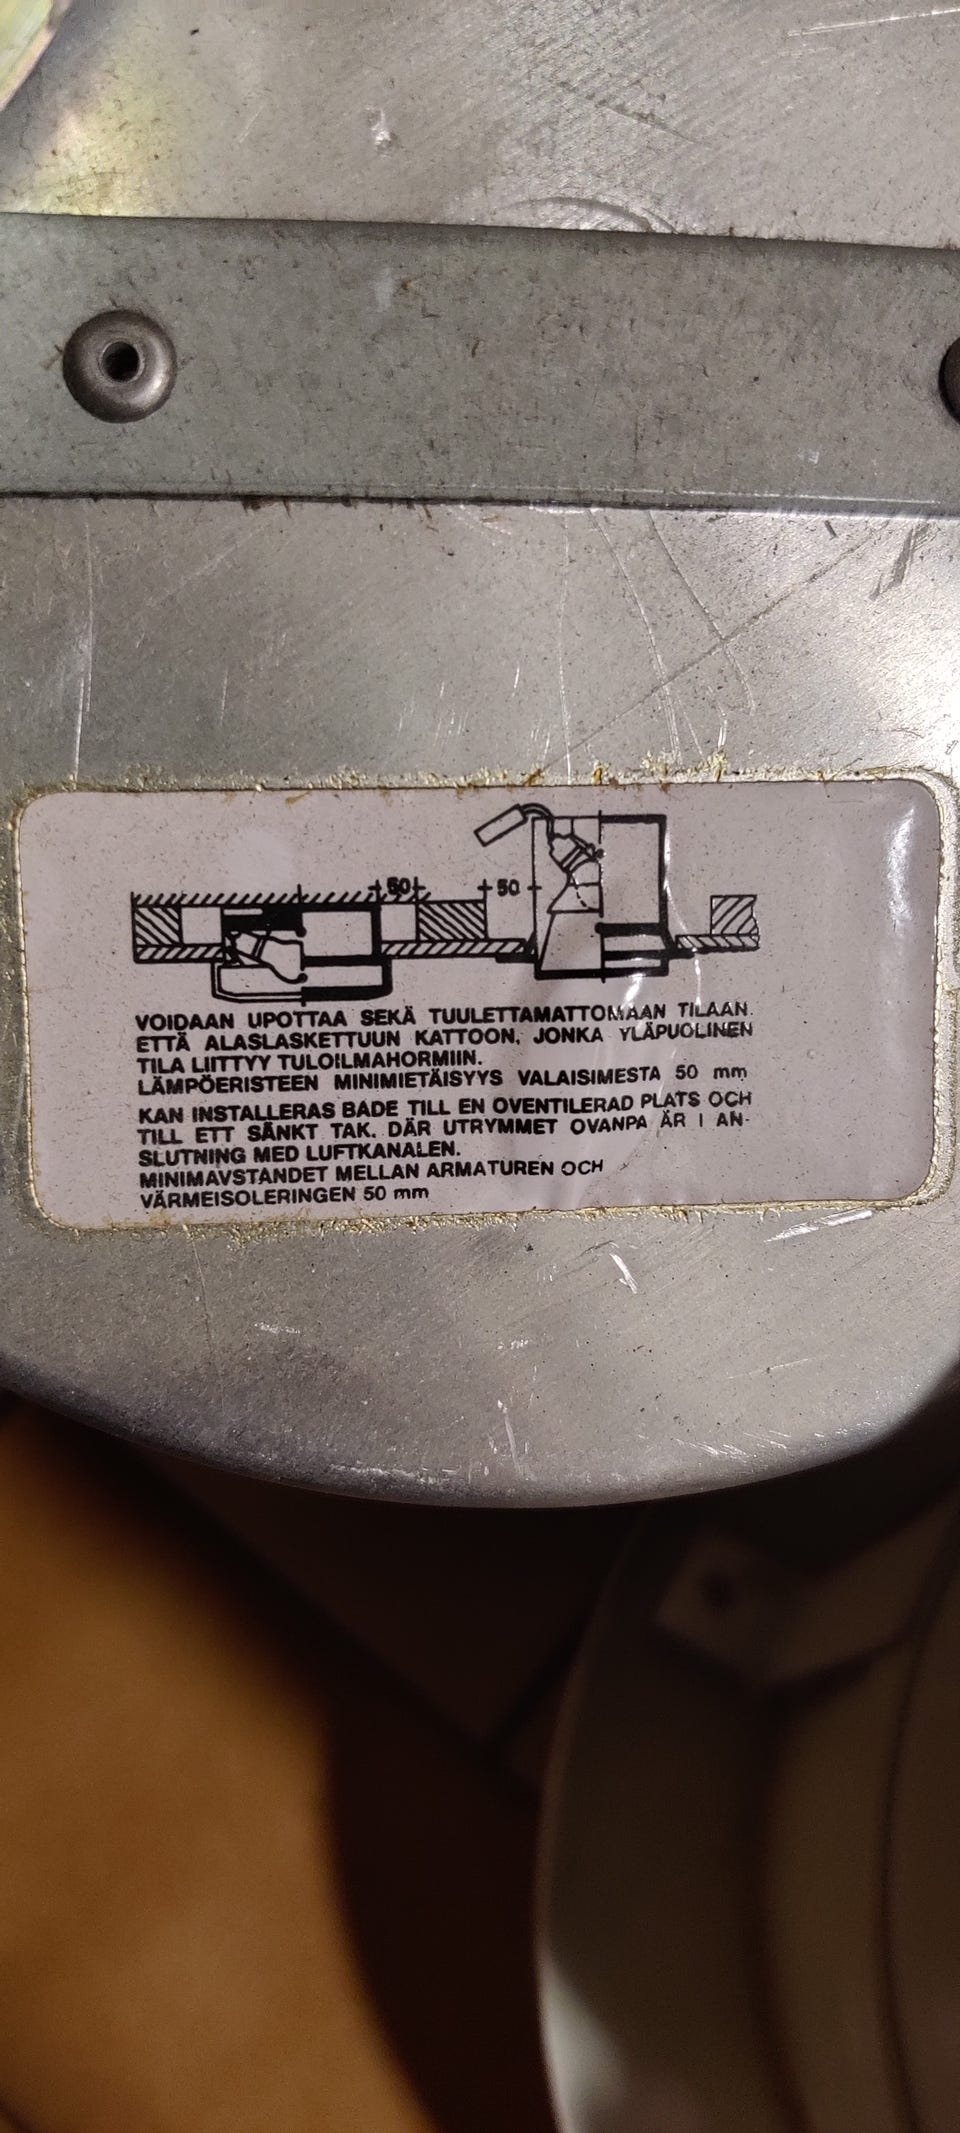 50
50
VOIDAAN UPOTTAA SEKÄ TUULETTAMATTOMAAN TILAAN.
ETTÄ ALASLASKETTUUN KATTOON, JONKA YLÄPUOLINEN
TILA LIITTYY TULOILMAHORMIIN.
LÄMPÖERISTEEN MINIMIETÄISYYS VALAISIMESTA 50 mm
KAN INSTALLERAS BÅDE TILL EN OVENTILERAD PLATS OCH
TILL ETT SÄNKT TAK. DÄR UTRYMMET OVANPÅ ÄR I AN-
SLUTNING MED LUFTKANALEN.
MINIMAVSTANDET MELLAN ARMATUREN OCH
VÄRMEISOLERINGEN 50 mm